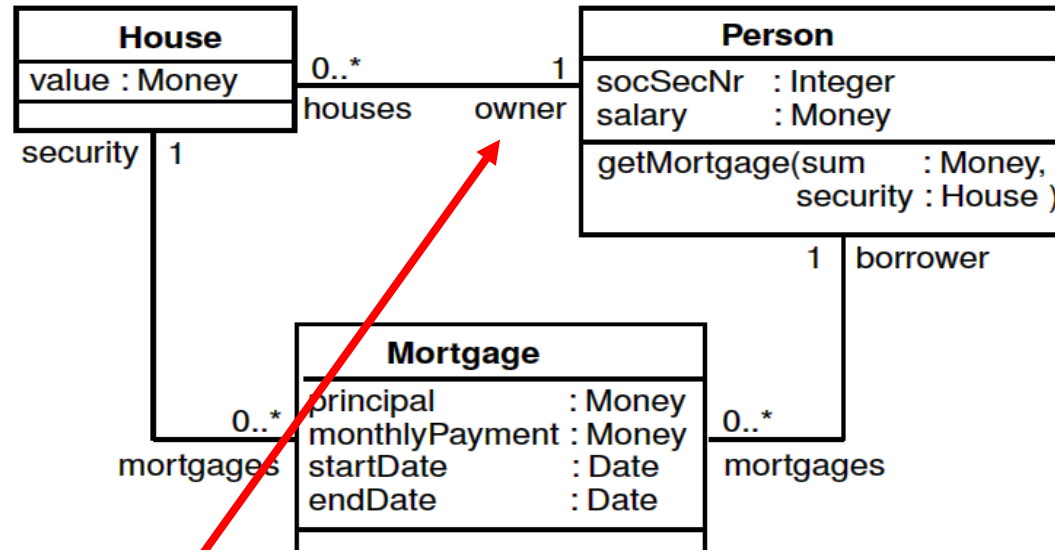 House
value : Money
0..*
1
houses
owner
security
1
Person
socSecNr : Integer
salary : Money
getMortgage(sum : Money,
security : House )
1
borrower
Mortgage
principal : Money
monthlyPayment : Money
startDate : Date
endDate : Date
0..*
mortgages
0..*
mortgages